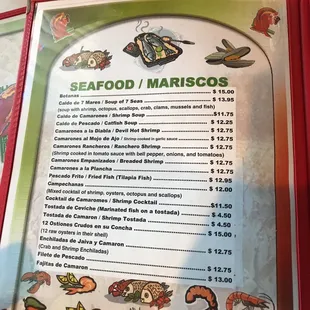 SEAFOOD / MARISCOS
Batanas $ 15.00
Caldo de 7 Mares / Soup of 7 Seas $ 13.95
(soup with shrimp, octopus, scallops, crab, clams, mussels and fish)
Caldo de Camarones / Shrimp Soup $11.75
Caldo de Pescado / Catfish Soup $ 12.25
Camarones a la Diabla / Devil Hot Shrimp $ 12.75
Camarones al Mojo de Ajo / Shrimp cooked in garlic sauce $ 12.75
Camarones Rancheros / Ranchero Shrimp $ 12.75
(Shrimp cooked in tomato sauce with bell pepper, onions, and tomatoes)
Camarones Empanizados / Breaded Shrimp $ 12.75
Camarones a la Plancha $ 12.75
Pescado Frito / Fried Fish (Tilapia Fish) $ 12.95
Campechanas $ 12.00
(Mixed cocktail of shrimp, octopus, scallops and octopus)
Cocktail de Camarones / Shrimp Cocktail $11.50
Tostada de Ceviche (Marinated fish on a tostada) $ 4.50
Tostada de Camaron / Shrimp Tostada $ 4.50
12 Ostiones Crudos en su Concha $ 15.00
(12 raw oysters in their shell)
Enchiladas de Jaiva y Camaron $ 12.75
(Crab and Shrimp Enchiladas)
Filete de Pescado $ 12.75
Fajitas de Camaron $ 13.00